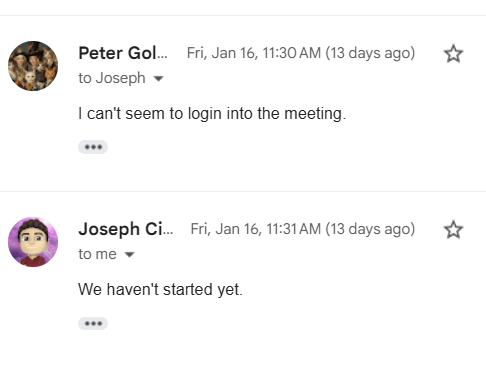 Peter Gol... Fri, Jan 16, 11:30 AM (13 days ago)
to Joseph
I can't seem to login into the meeting.
Joseph Ci... Fri, Jan 16, 11:31 AM (13 days ago)
to me
We haven't started yet.